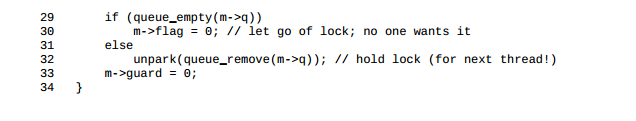 29 if (queue_empty(m->q))
30 m->flag = 0; // let go of lock; no one wants it
31 else
32 unpark(queue_remove(m->q)); // hold lock (for next thread!)
33 m->guard = 0;
34 }